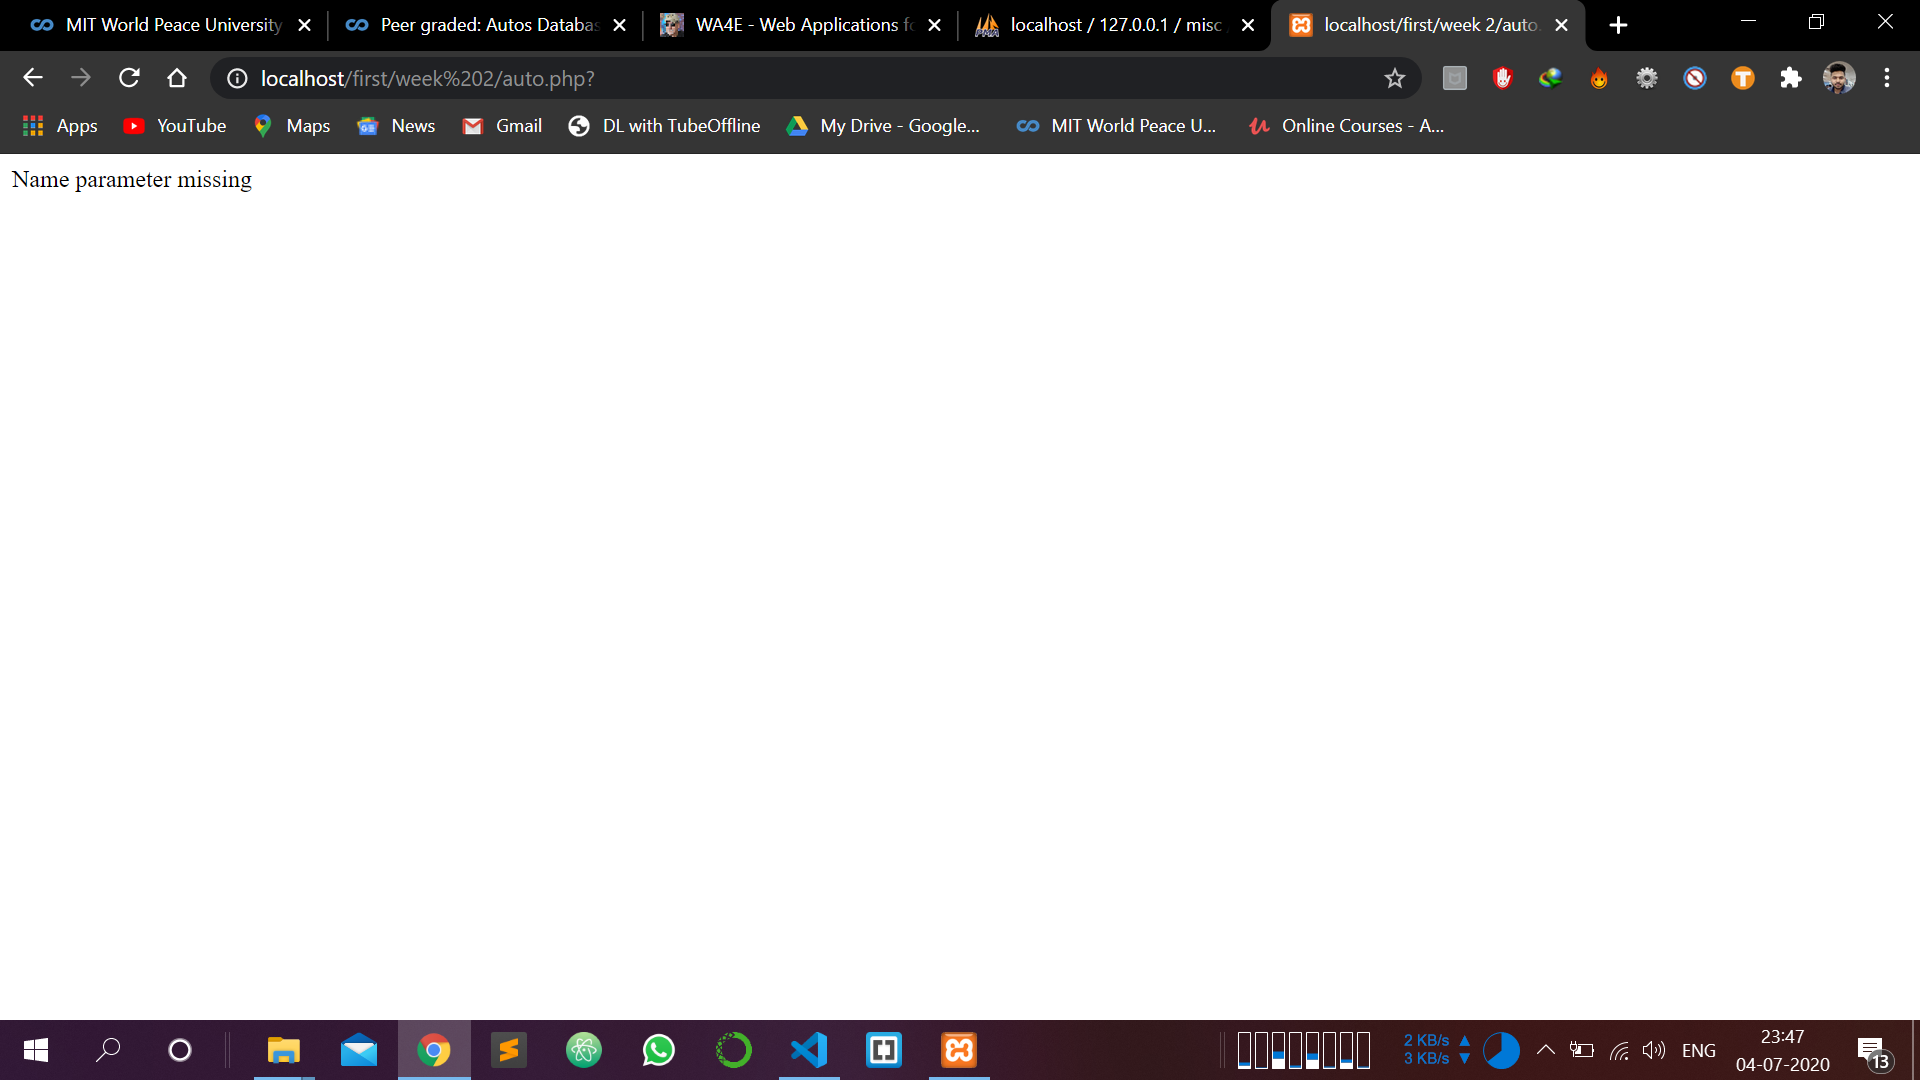 MIT World Peace University
Peer graded: Autos Databas
WA4E - Web Applications fo
localhost / 127.0.0.1 / misc
localhost/first/week 2/auto.
localhost/first/week%202/auto.php?
Apps
YouTube
Maps
News
Gmail
DL with TubeOffline
My Drive - Google...
MIT World Peace U...
Online Courses - A...
Name parameter missing
2 KB/s
3 KB/s
ENG
23:47
04-07-2020
13